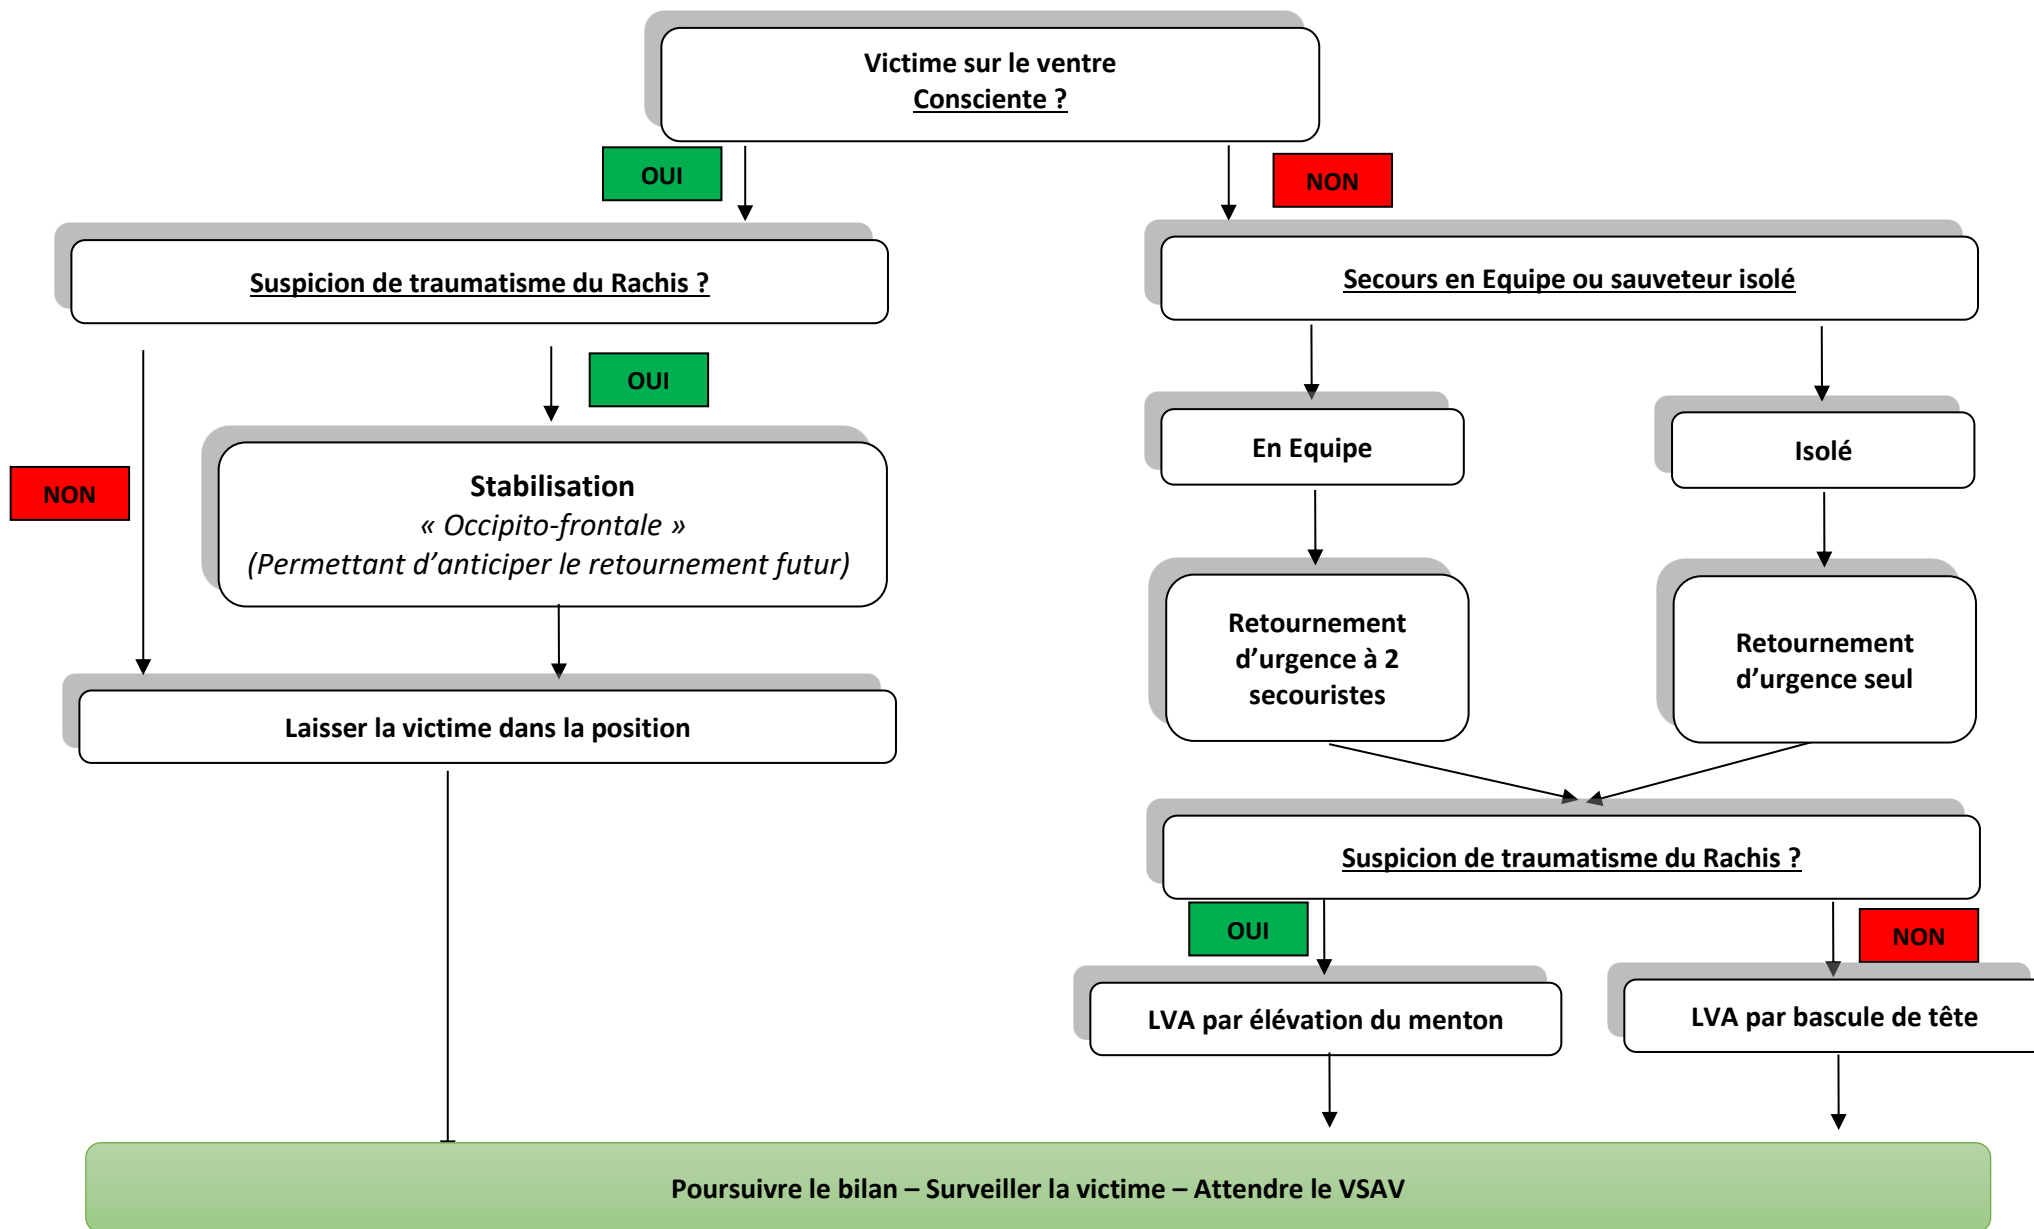 Victime sur le ventre
Consciente ?
OUI
NON
Suspicion de traumatisme du Rachis ?
Secours en Equipe ou sauveteur isolé
OUI
NON
Stabilisation
« Occipito-frontale »
(Permettant d’anticiper le retournement futur)
En Equipe
Isolé
Retournement
d’urgence à 2
secouristes
Retournement
d’urgence seul
Laisser la victime dans la position
Suspicion de traumatisme du Rachis ?
OUI
NON
LVA par élévation du menton
LVA par bascule de tête
Poursuivre le bilan – Surveiller la victime – Attendre le VSAV